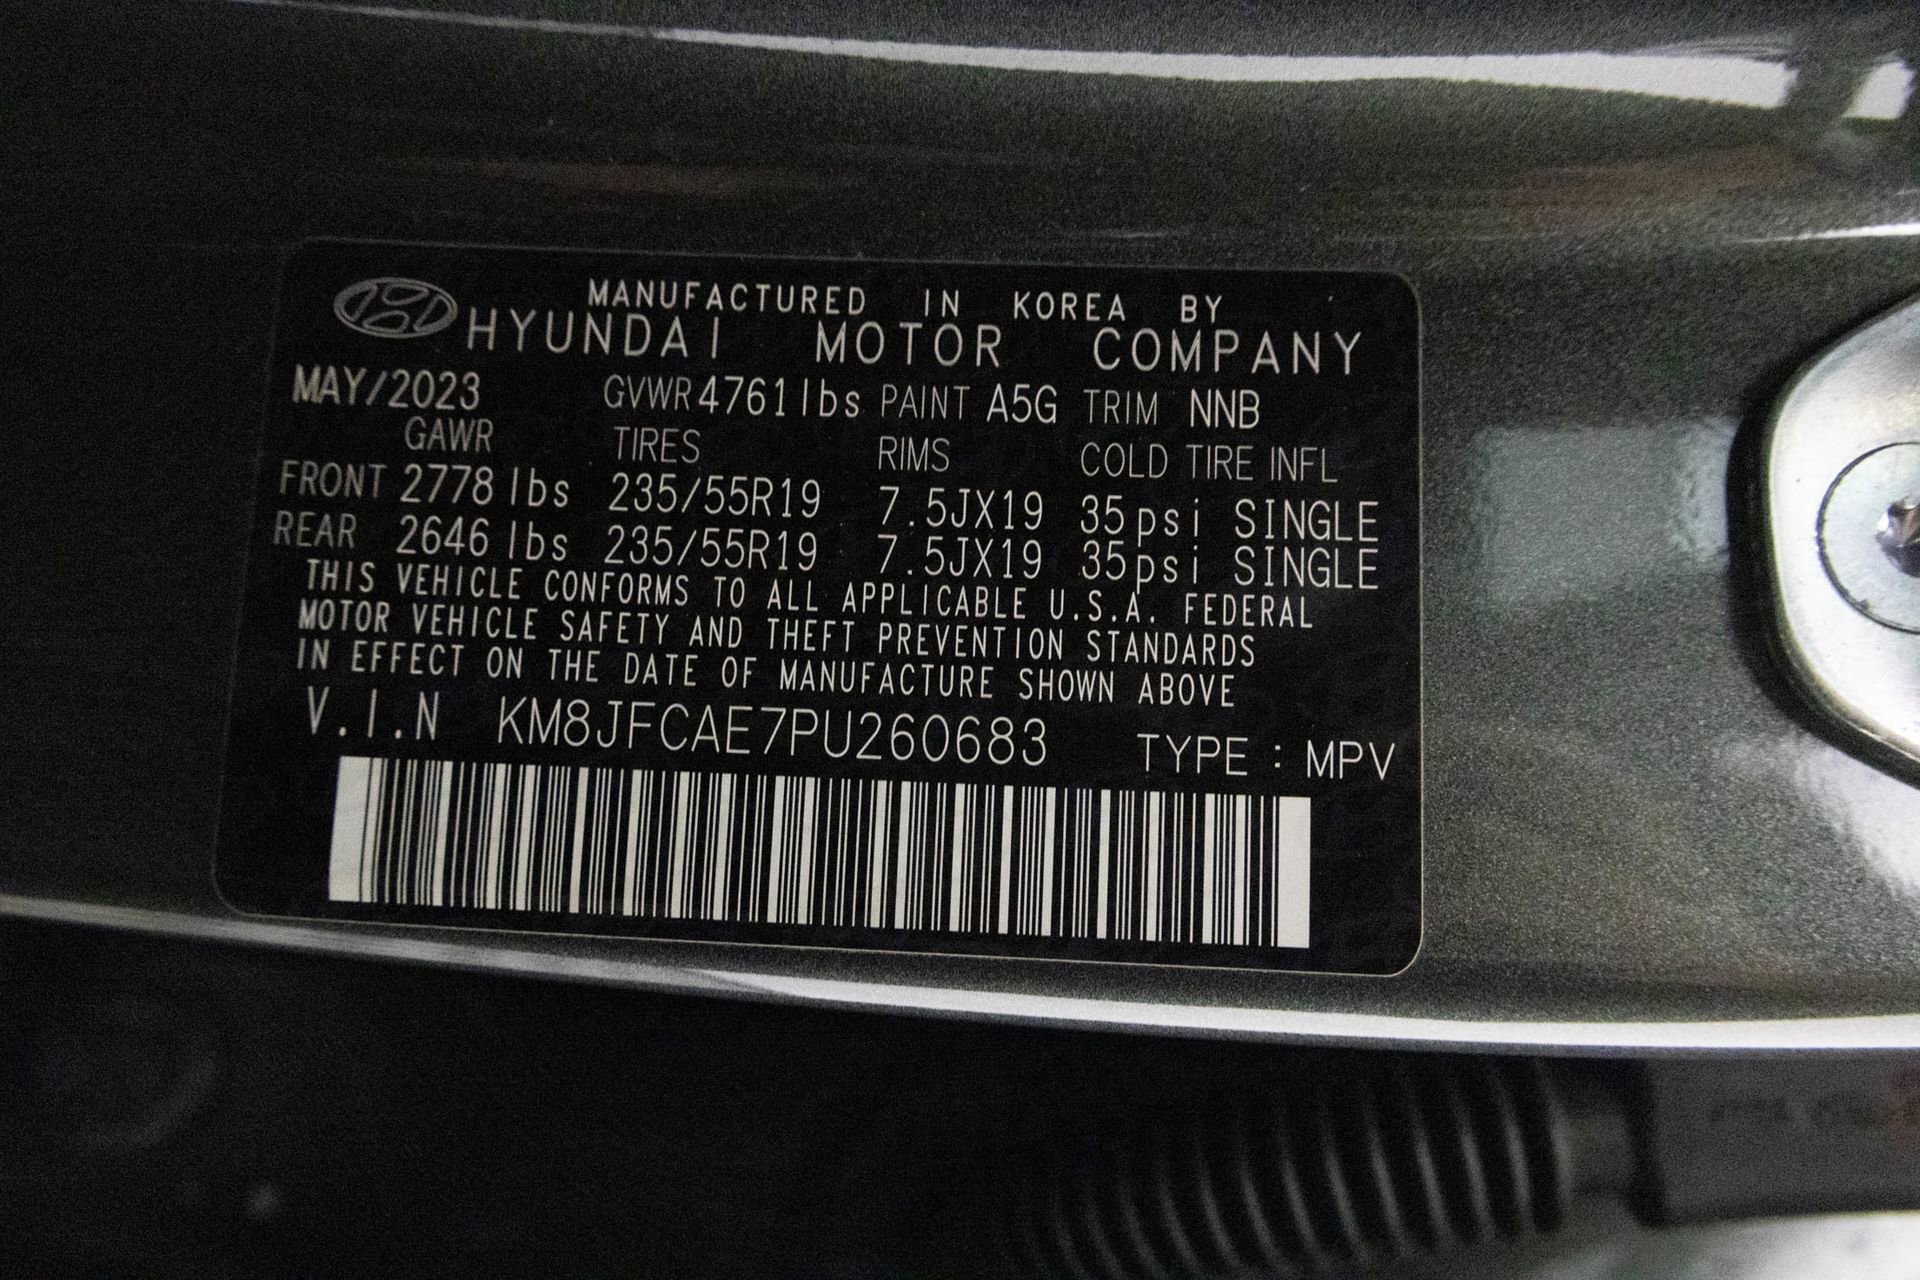 MANUFACTURED IN KOREA BY
HYUNDAI MOTOR COMPANY
MAY/2023 GVWR 4761lbs PAINT A5G TRIM NNB
GAWR TIRES RIMS COLD TIRE INFL
FRONT 2778 lbs 235/55R19 7.5JX19 35psi SINGLE
REAR 2646 lbs 235/55R19 7.5JX19 35psi SINGLE
THIS VEHICLE CONFORMS TO ALL APPLICABLE U.S.A. FEDERAL
MOTOR VEHICLE SAFETY AND THEFT PREVENTION STANDARDS
IN EFFECT ON THE DATE OF MANUFACTURE SHOWN ABOVE
V.I.N KM8JFCAE7PU260683 TYPE : MPV